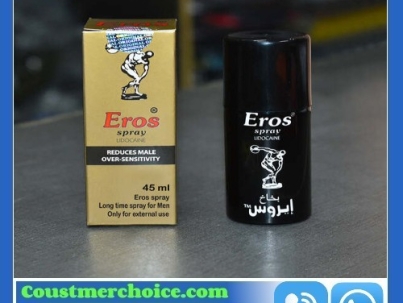 Eros
spray
LIDOCAINE
REDUCES MALE
OVER-SENSITIVITY
45 ml
Eros spray
Long time spray for Men
Only for external use
Eros
spray
LIDOCAINE
بخاخ
إيروس™
Coustmerchoice.com